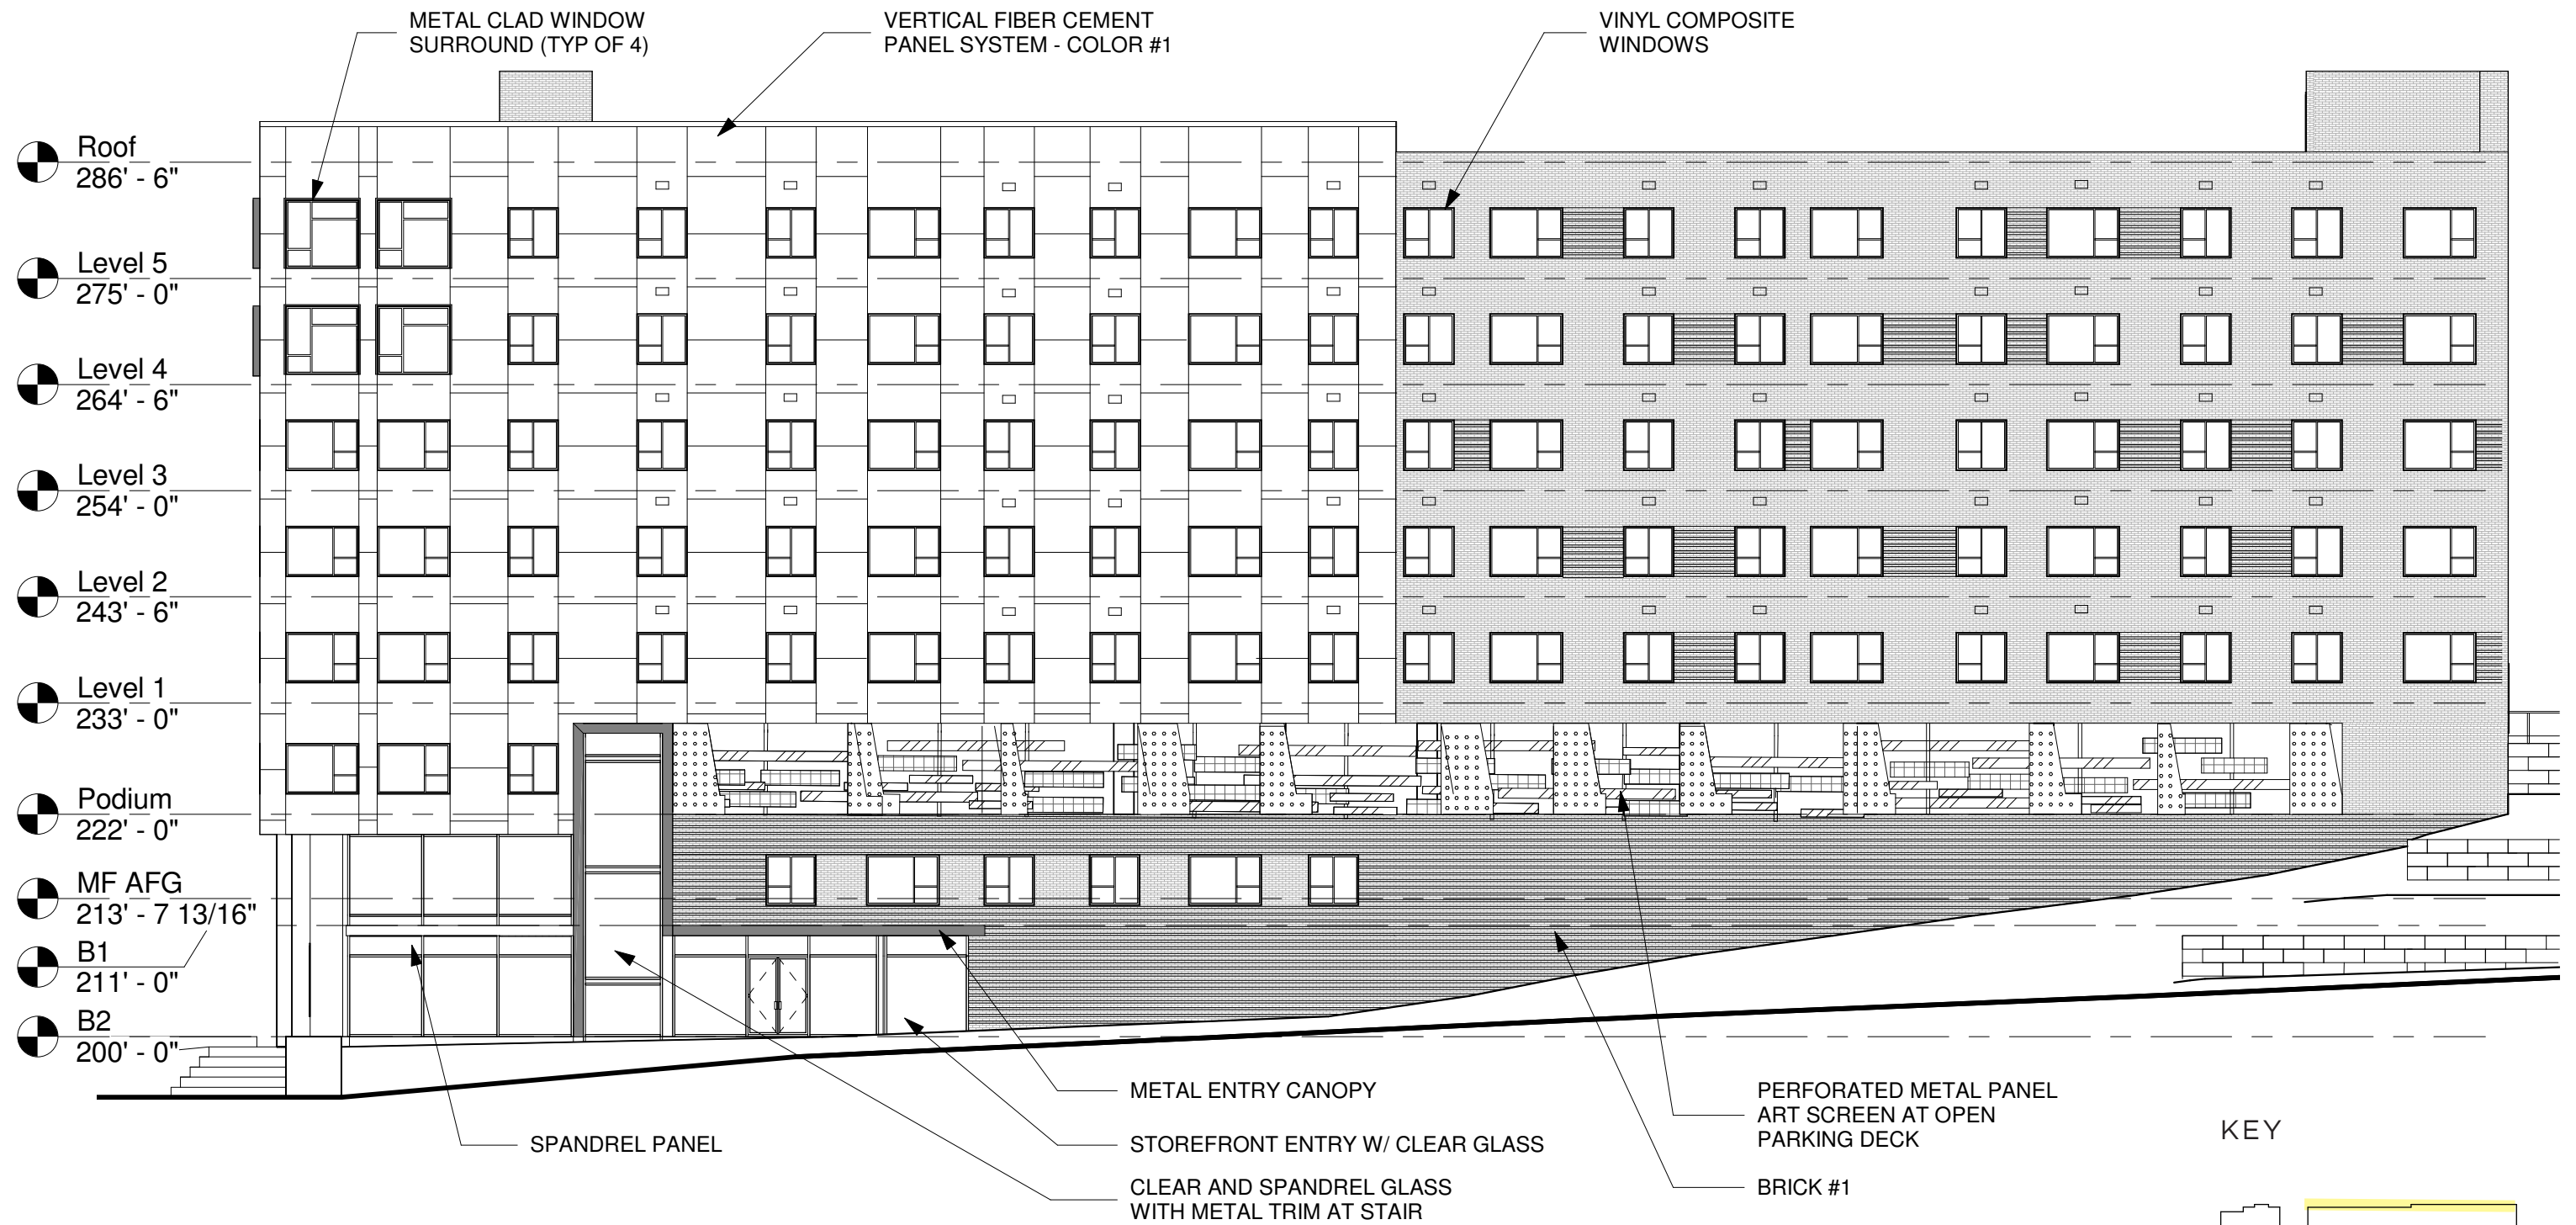 METAL CLAD WINDOW
SURROUND (TYP OF 4)
VERTICAL FIBER CEMENT
PANEL SYSTEM - COLOR #1
VINYL COMPOSITE
WINDOWS
Roof
286' - 6"
Level 5
275' - 0"
Level 4
264' - 6"
Level 3
254' - 0"
Level 2
243' - 6"
Level 1
233' - 0"
Podium
222' - 0"
MF AFG
213' - 7 13/16"
B1
211' - 0"
B2
200' - 0"
SPANDREL PANEL
METAL ENTRY CANOPY
STOREFRONT ENTRY W/ CLEAR GLASS
CLEAR AND SPANDREL GLASS
WITH METAL TRIM AT STAIR
PERFORATED METAL PANEL
ART SCREEN AT OPEN
PARKING DECK
BRICK #1
KEY